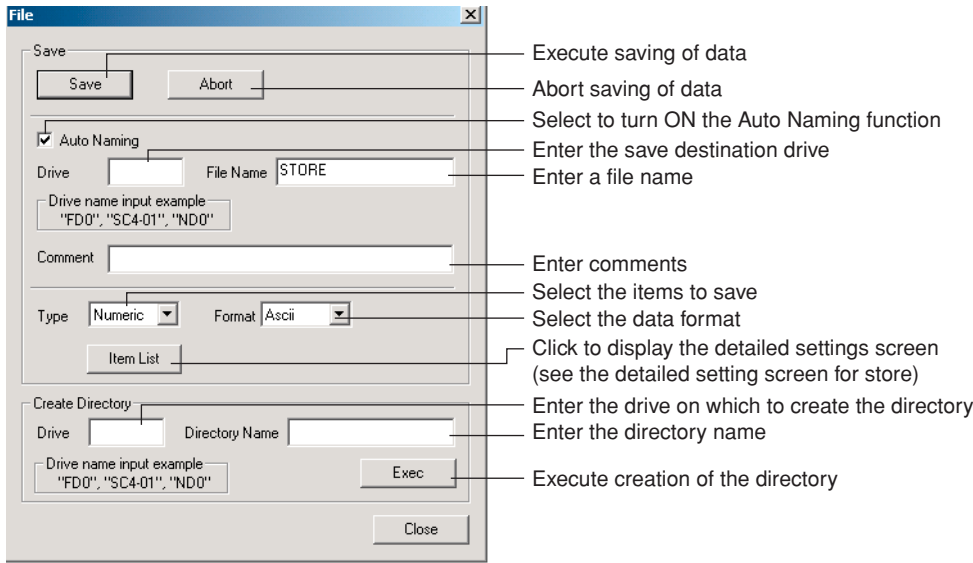 File
Save
Save Abort
Execute saving of data
Abort saving of data
Auto Naming
Select to turn ON the Auto Naming function
Drive File Name STORE
Enter the save destination drive
Enter a file name
Drive name input example
"FD0", "SC4-01", "ND0"
Comment
Enter comments
Type Numeric Format Ascii
Select the items to save
Select the data format
Item List
Click to display the detailed settings screen
(see the detailed setting screen for store)
Create Directory
Drive Directory Name
Enter the drive on which to create the directory
Enter the directory name
Drive name input example
"FD0", "SC4-01", "ND0"
Exec
Execute creation of the directory
Close